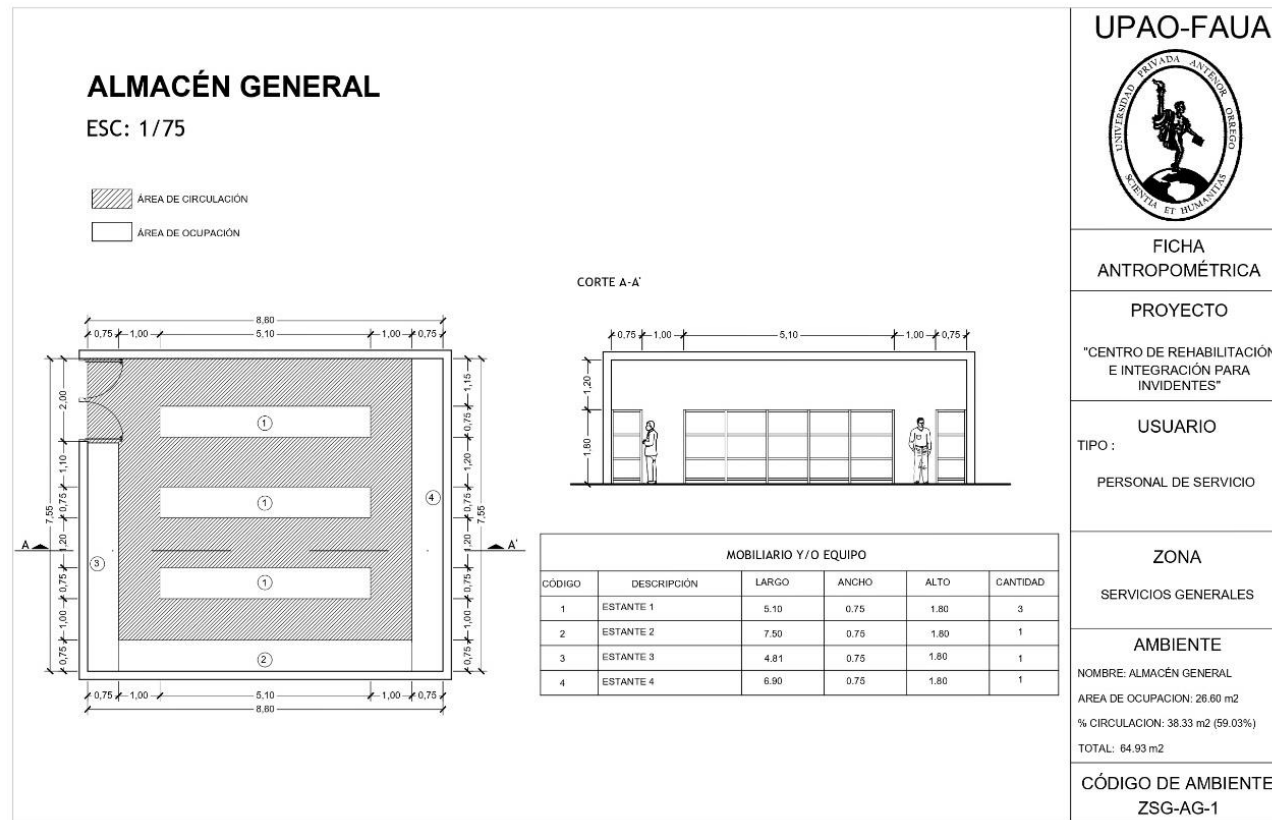 ALMACÉN GENERAL
ESC: 1/75
ÁREA DE CIRCULACIÓN
ÁREA DE OCUPACIÓN
8,60
0,75 1,00 5,10 1,00 0,75
2,00
1,10
0,75
1,20
0,75
1,00
0,75
7,55
1,15
0,75
1,20
0,75
1,20
0,75
1,00
0,75
7,55
1
1
1
2
3
4
A
A'
0,75 1,00 5,10 1,00 0,75
8,60
CORTE A-A'
0,75 1,00 5,10 1,00 0,75
1,20
1,80
MOBILIARIO Y/O EQUIPO
CÓDIGO DESCRIPCIÓN LARGO ANCHO ALTO CANTIDAD
1 ESTANTE 1 5.10 0.75 1.80 3
2 ESTANTE 2 7.50 0.75 1.80 1
3 ESTANTE 3 4.81 0.75 1.80 1
4 ESTANTE 4 6.90 0.75 1.80 1
UPAO-FAUA
UNIVERSIDAD PRIVADA ANTENOR ORREGO
SCIENTIA ET HUMANITAS
FICHA
ANTROPOMÉTRICA
PROYECTO
"CENTRO DE REHABILITACIÓN
E INTEGRACIÓN PARA
INVIDENTES"
USUARIO
TIPO :
PERSONAL DE SERVICIO
ZONA
SERVICIOS GENERALES
AMBIENTE
NOMBRE: ALMACÉN GENERAL
AREA DE OCUPACION: 26.60 m2
% CIRCULACION: 38.33 m2 (59.03%)
TOTAL: 64.93 m2
CÓDIGO DE AMBIENTE
ZSG-AG-1